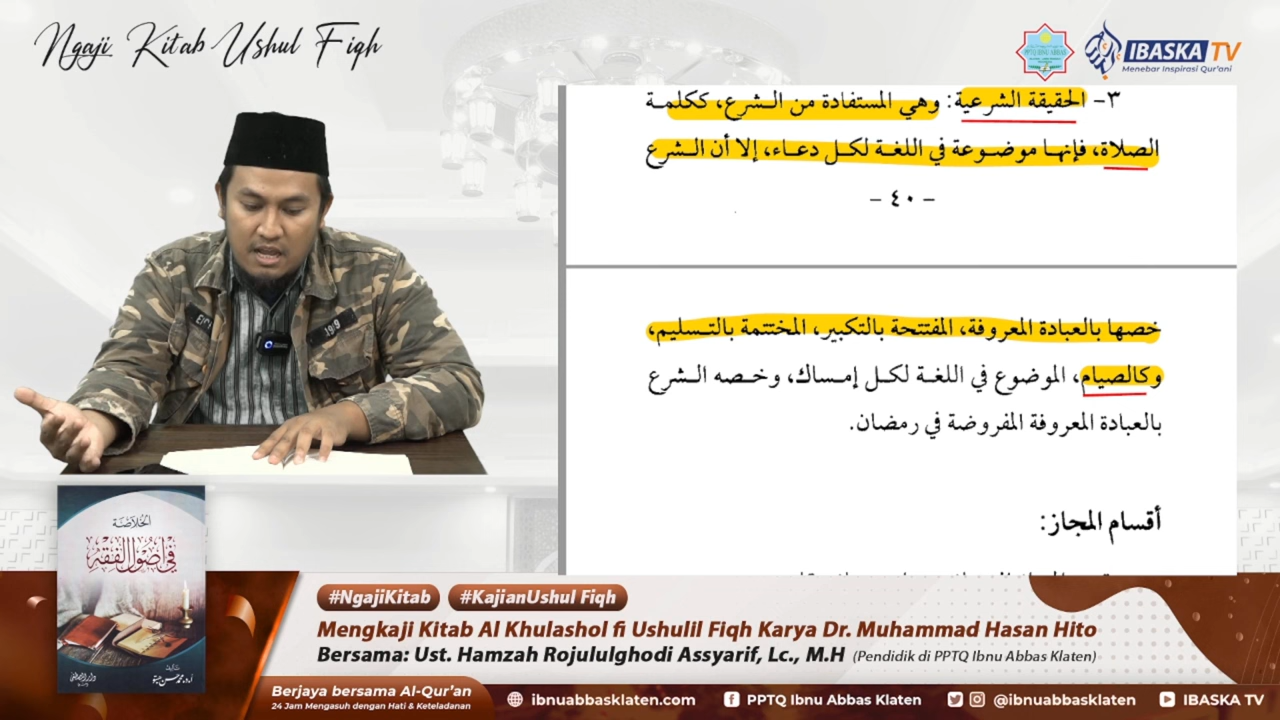 Ngaji Kitab Ushul Fiqh
PPTQ IBNU ABBAS
IBASKA TV
Menebar Inspirasi Qur'ani
٣- الحقيقة الشرعية: وهي المستفادة من الشرع، ككلمة
الصلاة، فإنها موضوعة في اللغة لكل دعاء، إلا أن الشرع
– ٤٠ –
خصها بالعبادة المعروفة، المفتتحة بالتكبير، المختتمة بالتسليم،
وكالصيام، الموضوع في اللغة لكل إمساك، وخصه الشرع
بالعبادة المعروفة المفروضة في رمضان.
أقسام المجاز:
1919
الخلاصة
في أصول الفقه
#NgajiKitab #KajianUshul Fiqh
Mengkaji Kitab Al Khulashol fi Ushulil Fiqh Karya Dr. Muhammad Hasan Hito
Bersama: Ust. Hamzah Rojululghodi Assyarif, Lc., M.H (Pendidik di PPTQ Ibnu Abbas Klaten)
Berjaya bersama Al-Qur'an
24 Jam Mengasuh dengan Hati & Keteladanan
ibnuabbasklaten.com PPTQ Ibnu Abbas Klaten @ibnuabbasklaten IBASKA TV